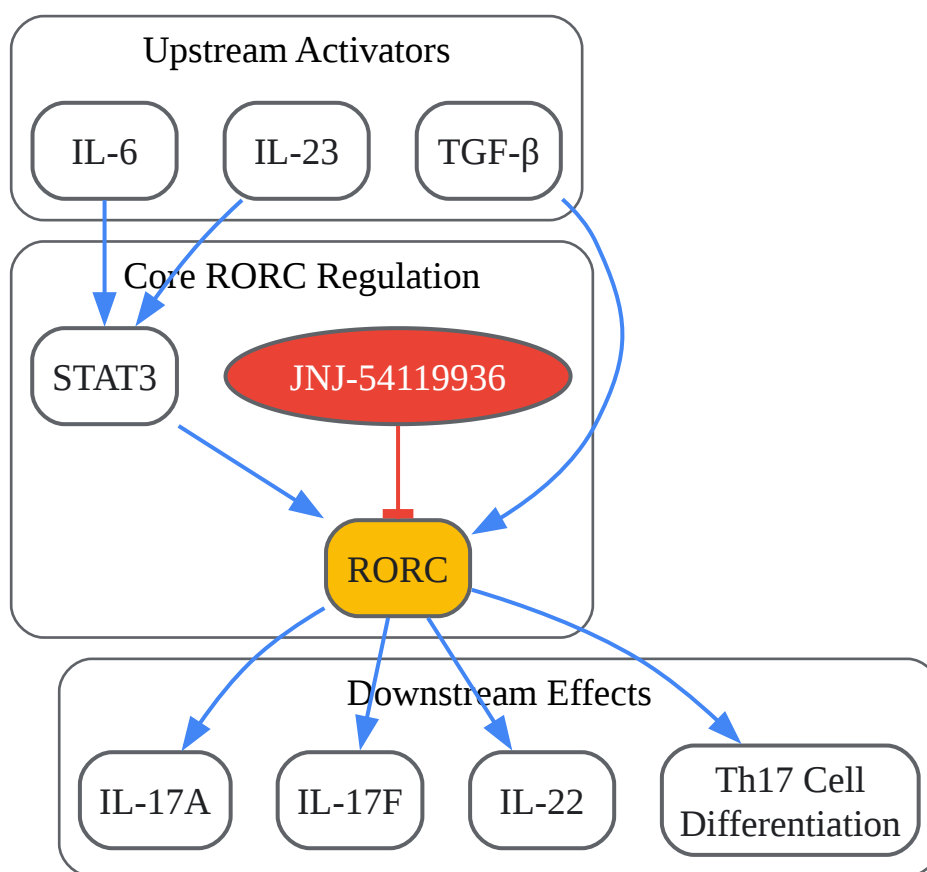 Upstream Activators
IL-6
IL-23
TGF-β
Core RORC Regulation
STAT3
JNJ-54119936
RORC
Downstream Effects
IL-17A
IL-17F
IL-22
Th17 Cell
Differentiation